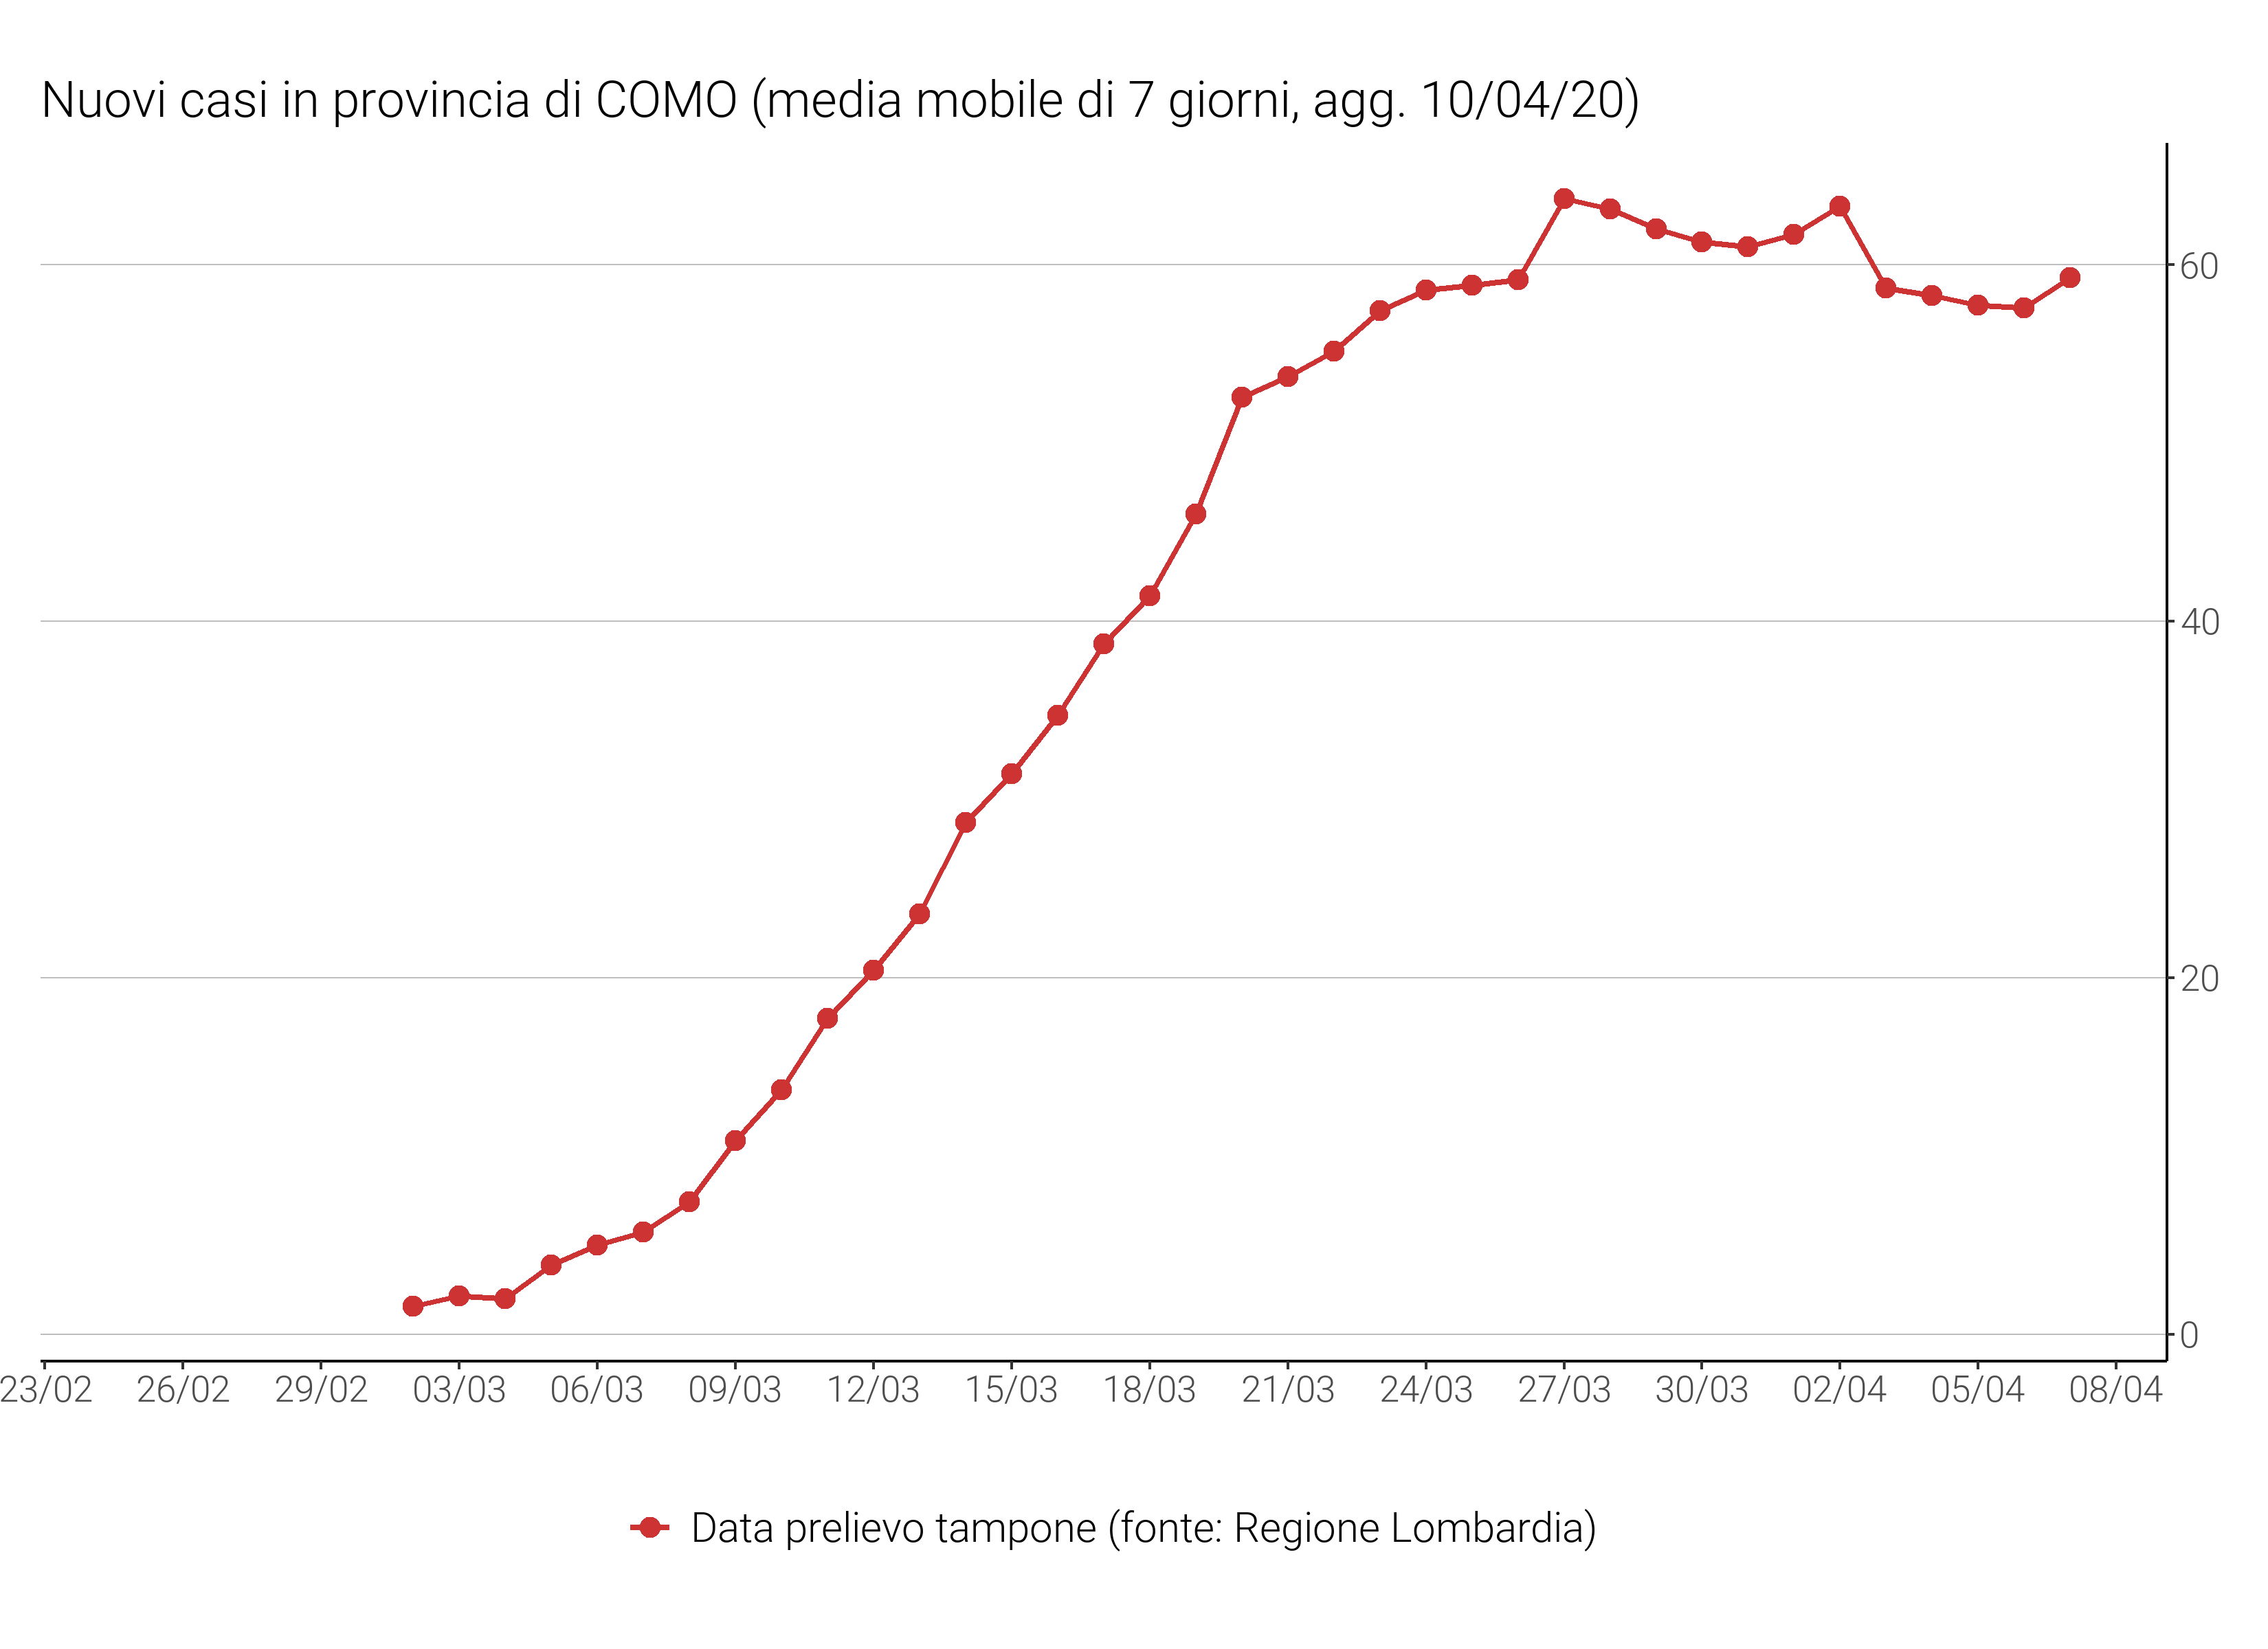 Nuovi casi in provincia di COMO (media mobile di 7 giorni, agg. 10/04/20)
60
40
20
0
23/02 26/02 29/02 03/03 06/03 09/03 12/03 15/03 18/03 21/03 24/03 27/03 30/03 02/04 05/04 08/04
Data prelievo tampone (fonte: Regione Lombardia)